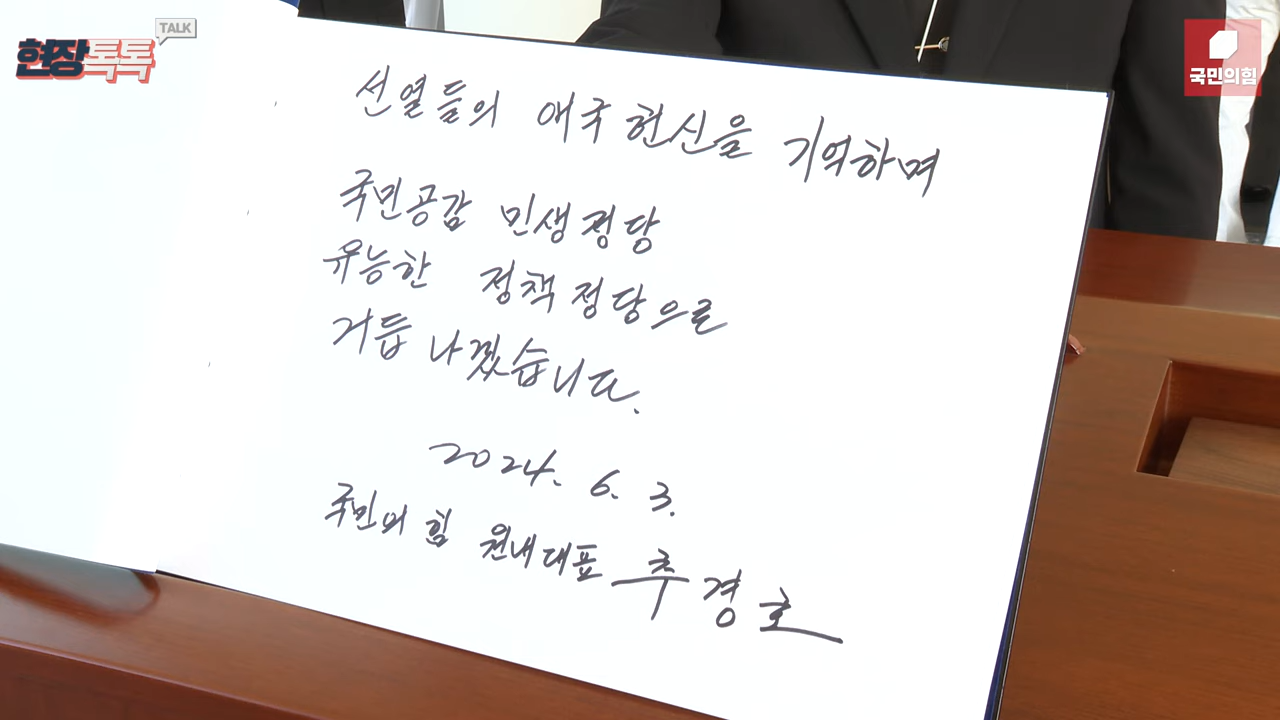 현장톡톡
TALK
국민의힘
선열들의 애국헌신을 기억하며
국민공감 민생정당
유능한 정책정당으로
거듭 나겠습니다.
2024. 6. 3.
국민의힘 원내대표 추경호